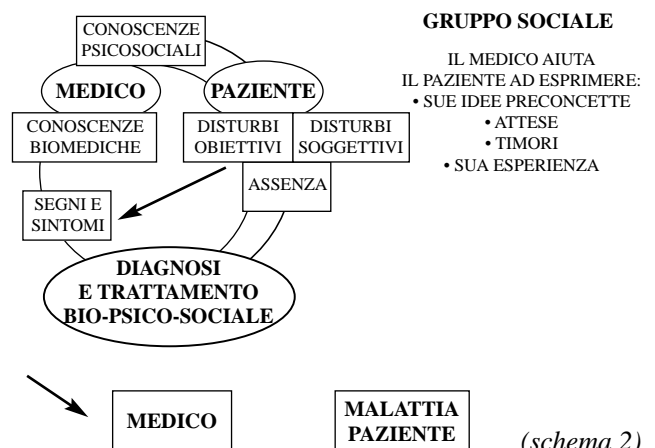 CONOSCENZE
PSICOSOCIALI
MEDICO
PAZIENTE
CONOSCENZE
BIOMEDICHE
DISTURBI
OBIETTIVI
DISTURBI
SOGGETTIVI
ASSENZA
SEGNI E
SINTOMI
DIAGNOSI
E TRATTAMENTO
BIO-PSICO-SOCIALE
GRUPPO SOCIALE
IL MEDICO AIUTA
IL PAZIENTE AD ESPRIMERE:
• SUE IDEE PRECONCETTE
• ATTESE
• TIMORI
• SUA ESPERIENZA
MEDICO
MALATTIA
PAZIENTE
(schema 2)